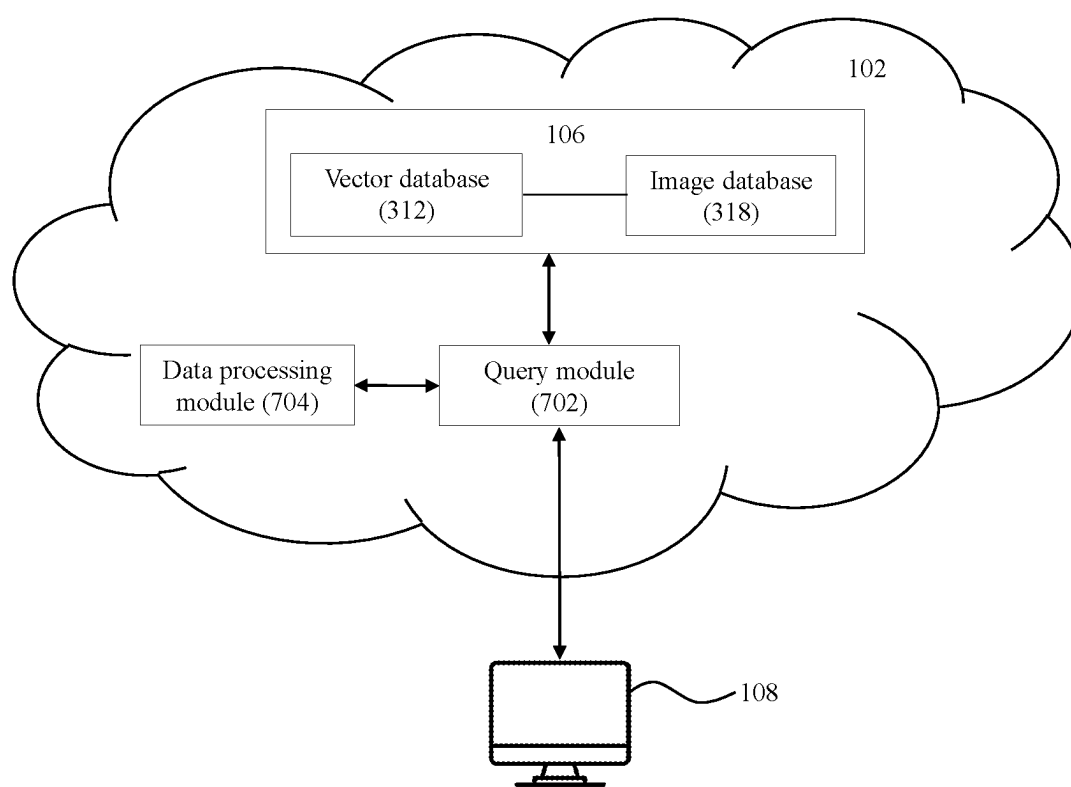 102
106
Vector database
(312)
Image database
(318)
Data processing
module (704)
Query module
(702)
108